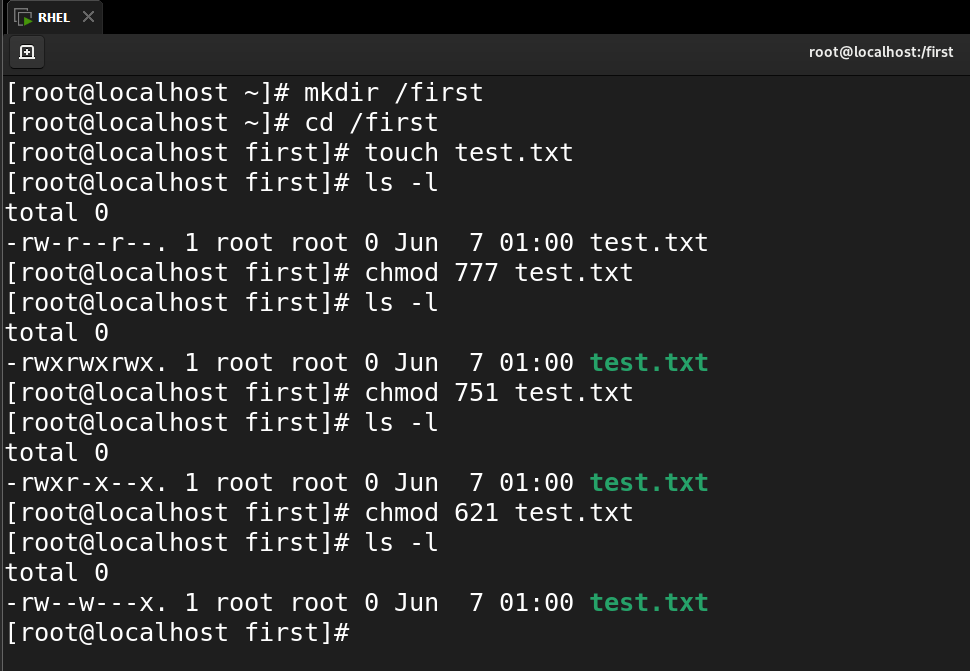 RHEL
root@localhost:/first
[root@localhost ~]# mkdir /first
[root@localhost ~]# cd /first
[root@localhost first]# touch test.txt
[root@localhost first]# ls -l
total 0
-rw-r--r--. 1 root root 0 Jun  7 01:00 test.txt
[root@localhost first]# chmod 777 test.txt
[root@localhost first]# ls -l
total 0
-rwxrwxrwx. 1 root root 0 Jun  7 01:00 test.txt
[root@localhost first]# chmod 751 test.txt
[root@localhost first]# ls -l
total 0
-rwxr-x--x. 1 root root 0 Jun  7 01:00 test.txt
[root@localhost first]# chmod 621 test.txt
[root@localhost first]# ls -l
total 0
-rw--w---x. 1 root root 0 Jun  7 01:00 test.txt
[root@localhost first]#